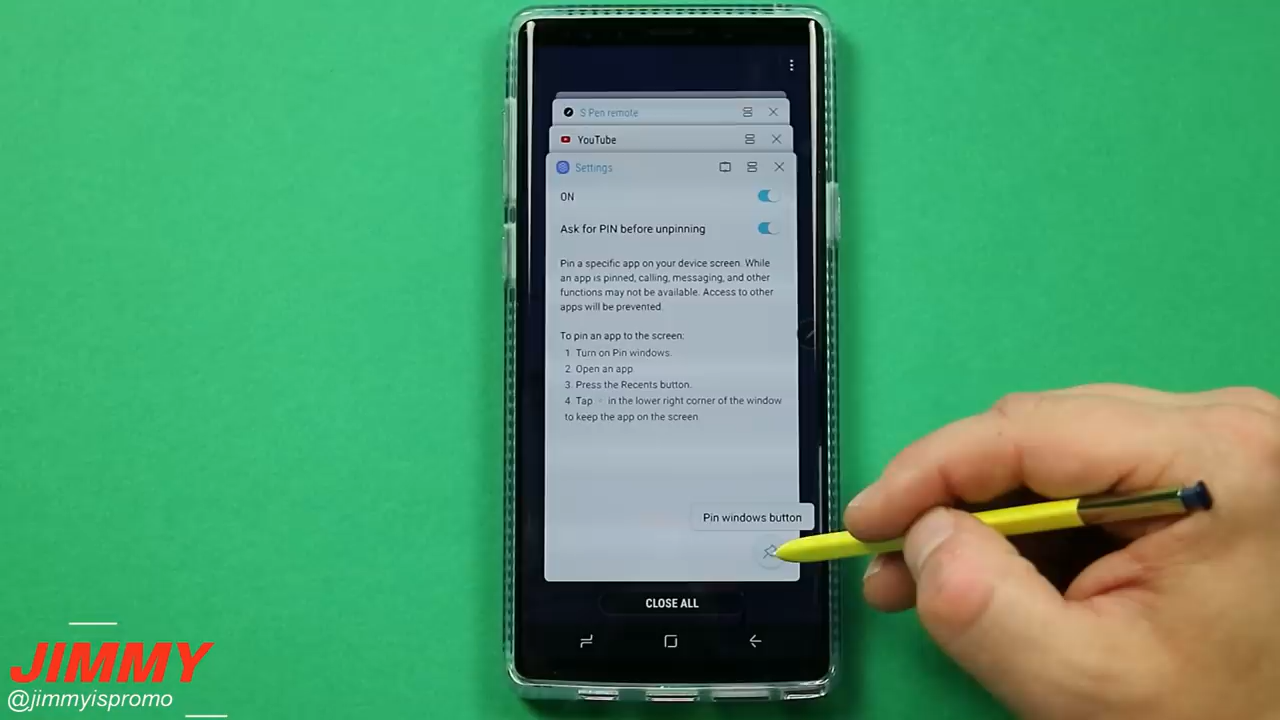 S Pen remote
YouTube
Settings
ON
Ask for PIN before unpinning
Pin a specific app on your device screen. While
an app is pinned, calling, messaging, and other
functions may not be available. Access to other
apps will be prevented.
To pin an app to the screen:
1 Turn on Pin windows.
2 Open an app.
3 Press the Recents button.
4 Tap in the lower right corner of the window
to keep the app on the screen.
Pin windows button
CLOSE ALL
JIMMY
@jimmyispromo